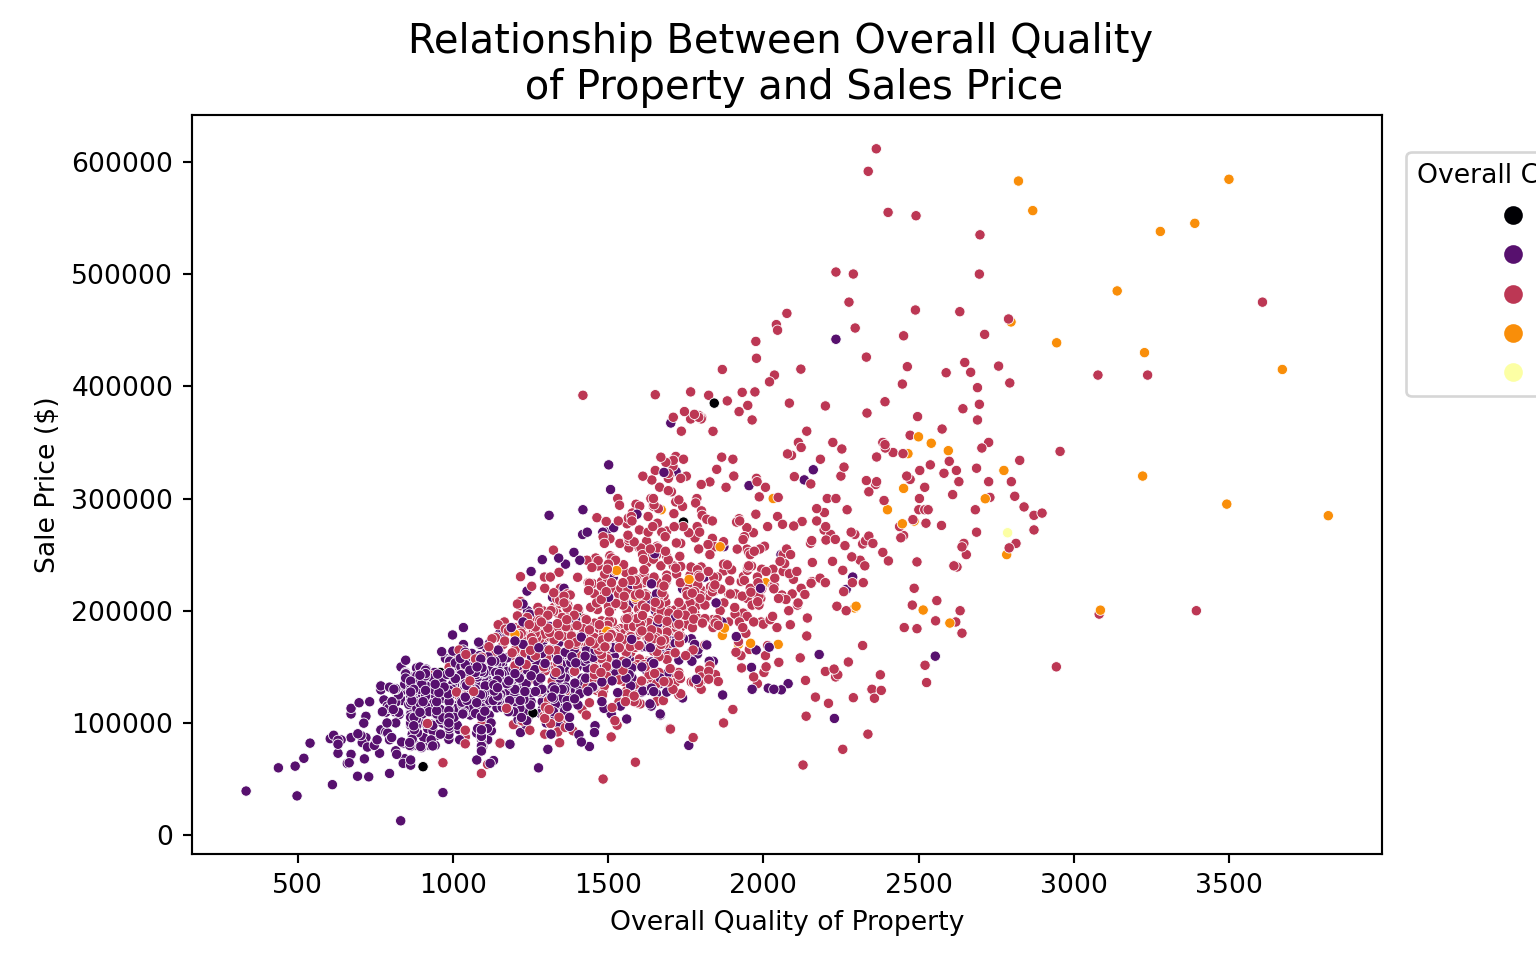 Relationship Between Overall Quality
of Property and Sales Price
600000
500000
400000
300000
200000
100000
0
Sale Price ($)
500 1000 1500 2000 2500 3000 3500
Overall Quality of Property
Overall